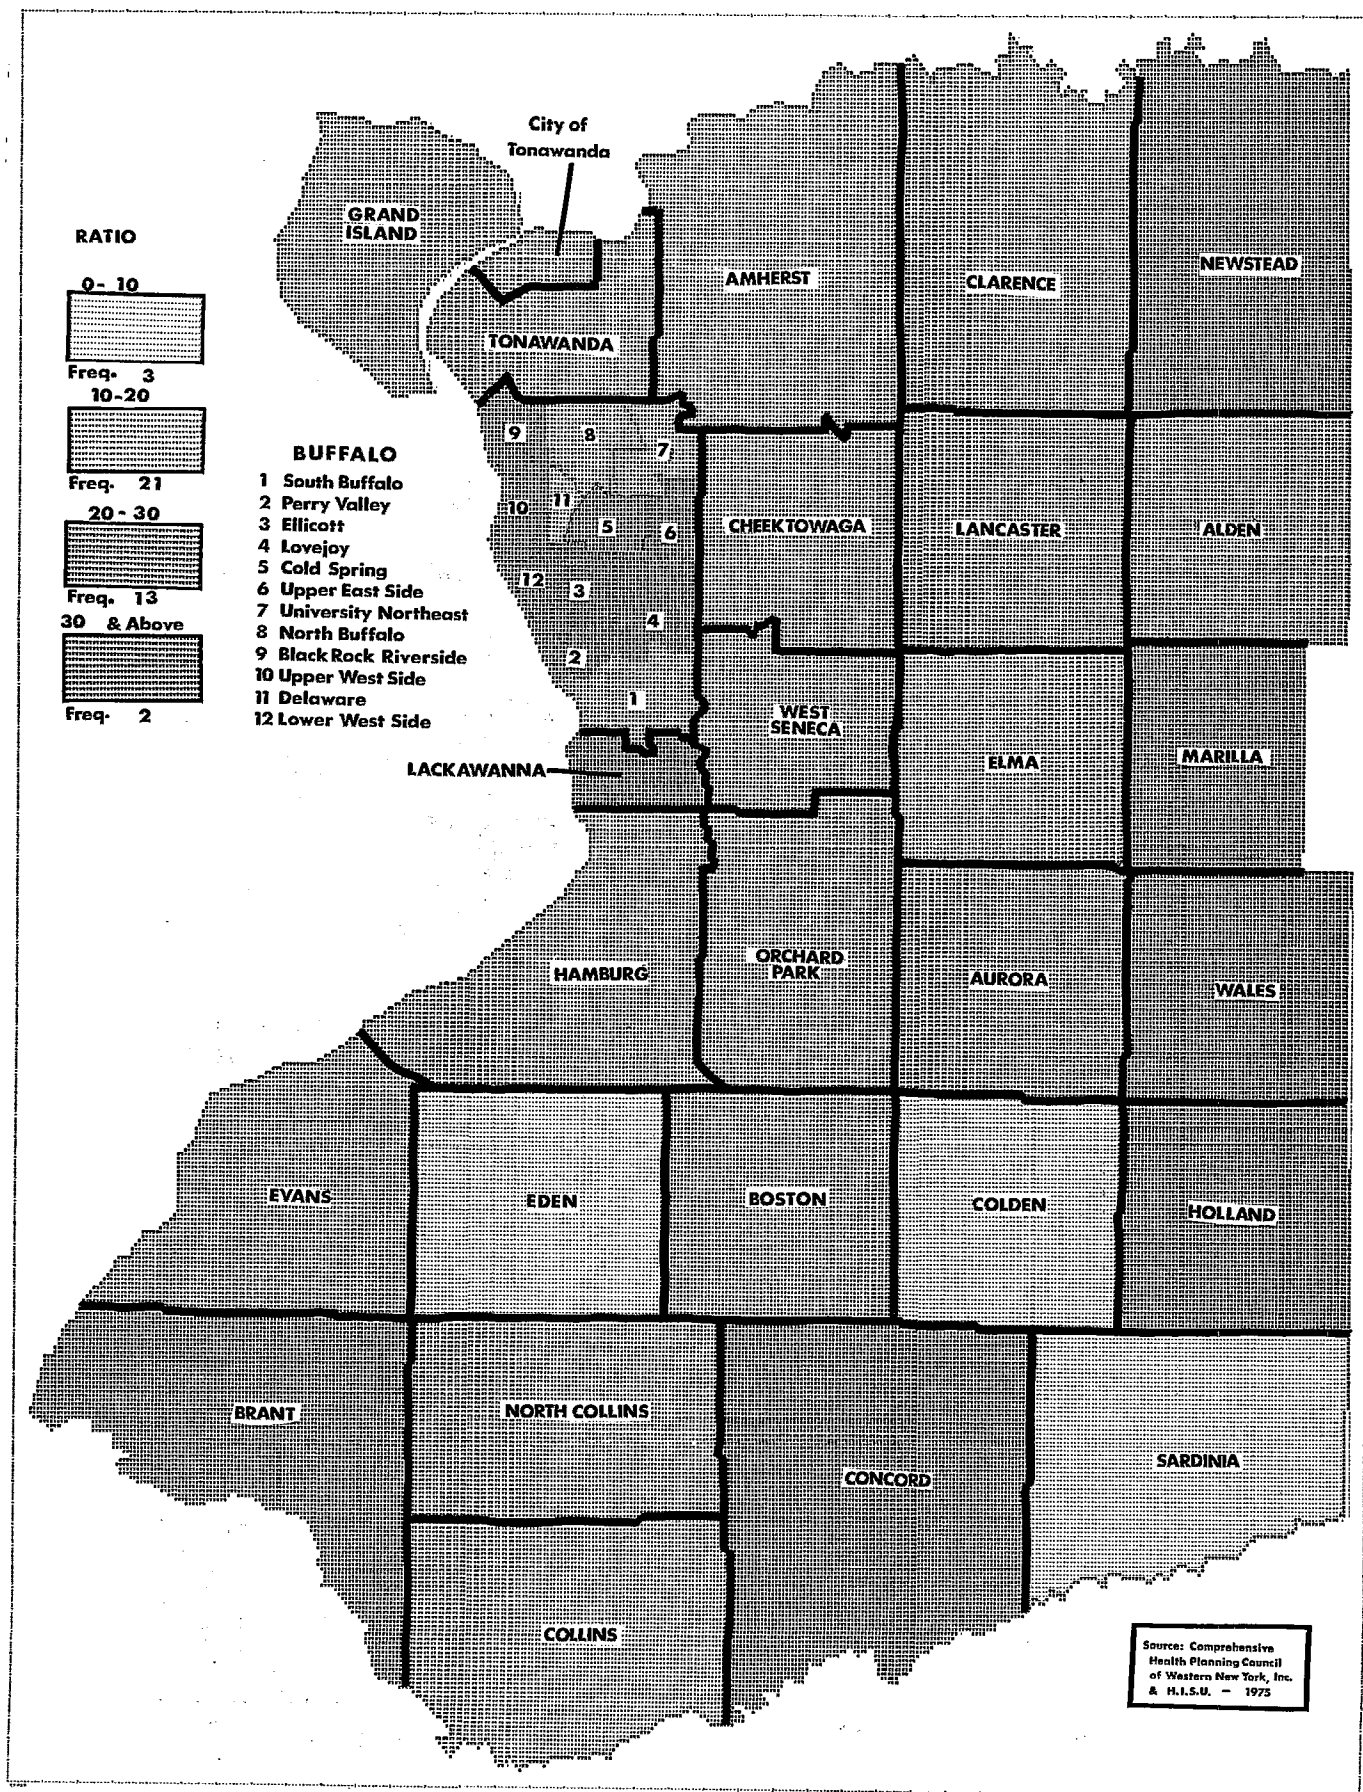 City of
Tonawanda
GRAND
ISLAND
RATIO
0- 10
Freq. 3
10-20
Freq. 21
20-30
Freq. 13
30 & Above
Freq. 2
AMHERST
CLARENCE
NEWSTEAD
TONAWANDA
BUFFALO
1 South Buffalo
2 Perry Valley
3 Ellicott
4 Lovejoy
5 Cold Spring
6 Upper East Side
7 University Northeast
8 North Buffalo
9 Black Rock Riverside
10 Upper West Side
11 Delaware
12 Lower West Side
9
8
7
11
10
5
6
12
3
4
2
1
CHEEKTOWAGA
LANCASTER
ALDEN
WEST
SENECA
LACKAWANNA
ELMA
MARILLA
HAMBURG
ORCHARD
PARK
AURORA
WALES
EVANS
EDEN
BOSTON
COLDEN
HOLLAND
BRANT
NORTH COLLINS
CONCORD
SARDINIA
COLLINS
Source: Comprehensive
Health Planning Council
of Western New York, Inc.
& H.I.S.U. - 1975